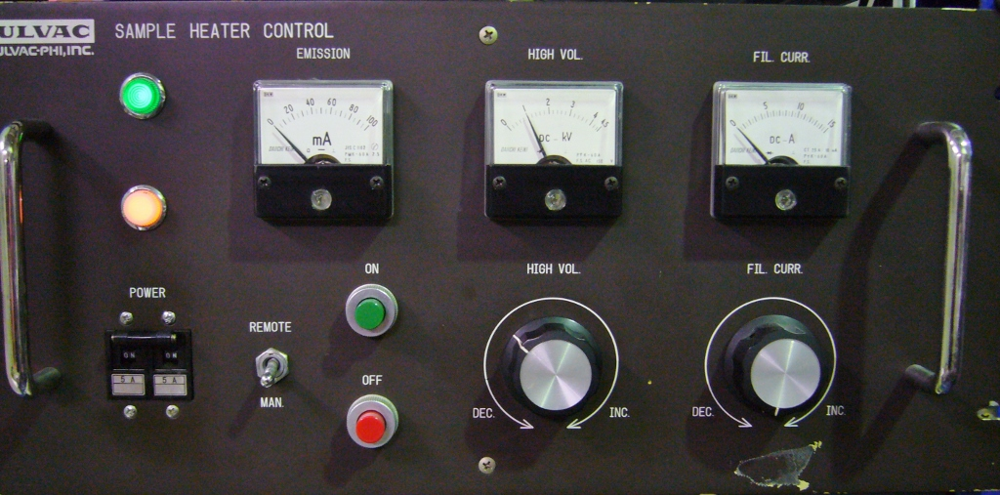 ULVAC
ULVAC-PHI, INC.
SAMPLE HEATER CONTROL
EMISSION
HIGH VOL.
FIL. CURR.
0 20 40 60 80 100
mA
0 1 2 3 4 4.5
DC kV
0 5 10 15
DC A
POWER
ON ON
5 A 5 A
REMOTE
MAN.
ON
OFF
HIGH VOL.
DEC. INC.
FIL. CURR.
DEC. INC.